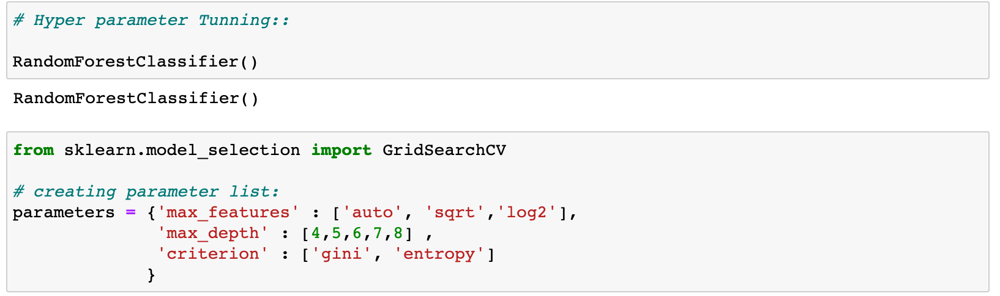 # Hyper parameter Tunning::
RandomForestClassifier()
RandomForestClassifier()
from sklearn.model_selection import GridSearchCV
# creating parameter list:
parameters = {'max_features' : ['auto', 'sqrt','log2'],
'max_depth' : [4,5,6,7,8] ,
'criterion' : ['gini', 'entropy']
}